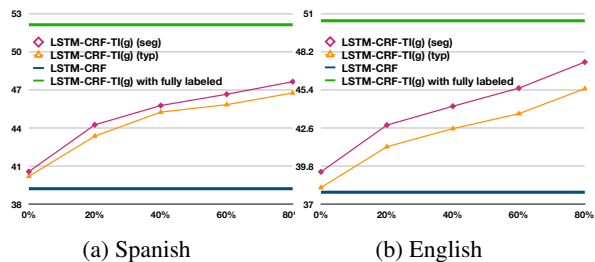 53
50
47
44
41
38
LSTM-CRF-TI(g) (seg)
LSTM-CRF-TI(g) (typ)
LSTM-CRF
LSTM-CRF-TI(g) with fully labeled
0% 20% 40% 60% 80%
(a) Spanish
51
48.2
45.4
42.6
39.8
37
LSTM-CRF-TI(g) (seg)
LSTM-CRF-TI(g) (typ)
LSTM-CRF
LSTM-CRF-TI(g) with fully labeled
0% 20% 40% 60% 80%
(b) English